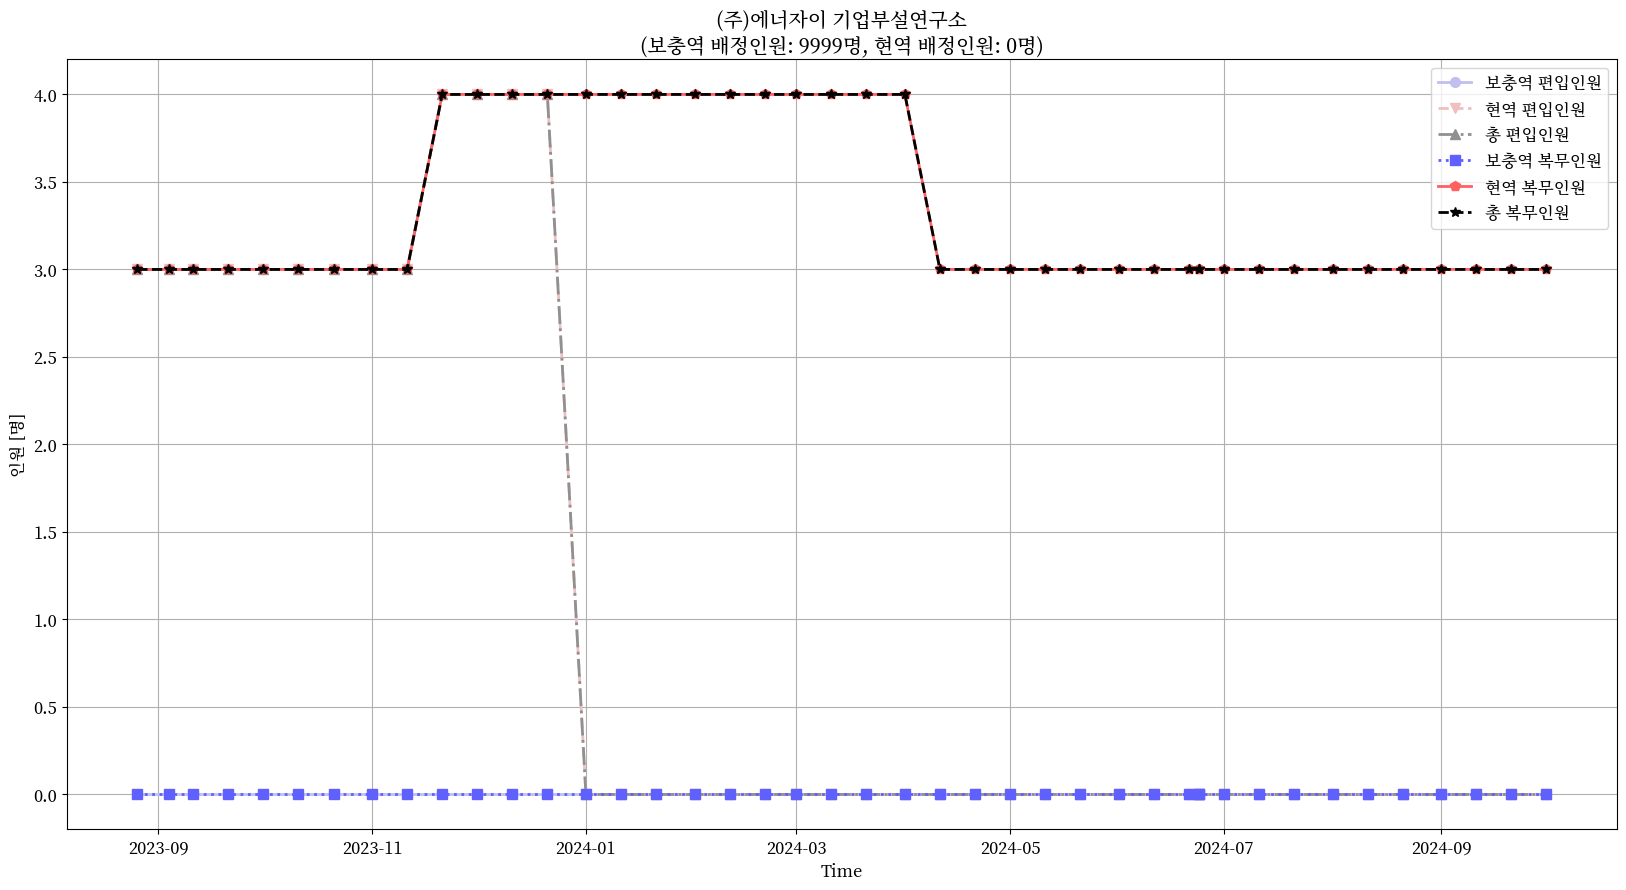 (주)에너자이 기업부설연구소
(보충역 배정인원: 9999명, 현역 배정인원: 0명)
보충역 편입인원
현역 편입인원
총 편입인원
보충역 복무인원
현역 복무인원
총 복무인원
인원 [명]
4.0
3.5
3.0
2.5
2.0
1.5
1.0
0.5
0.0
2023-09 2023-11 2024-01 2024-03 2024-05 2024-07 2024-09
Time